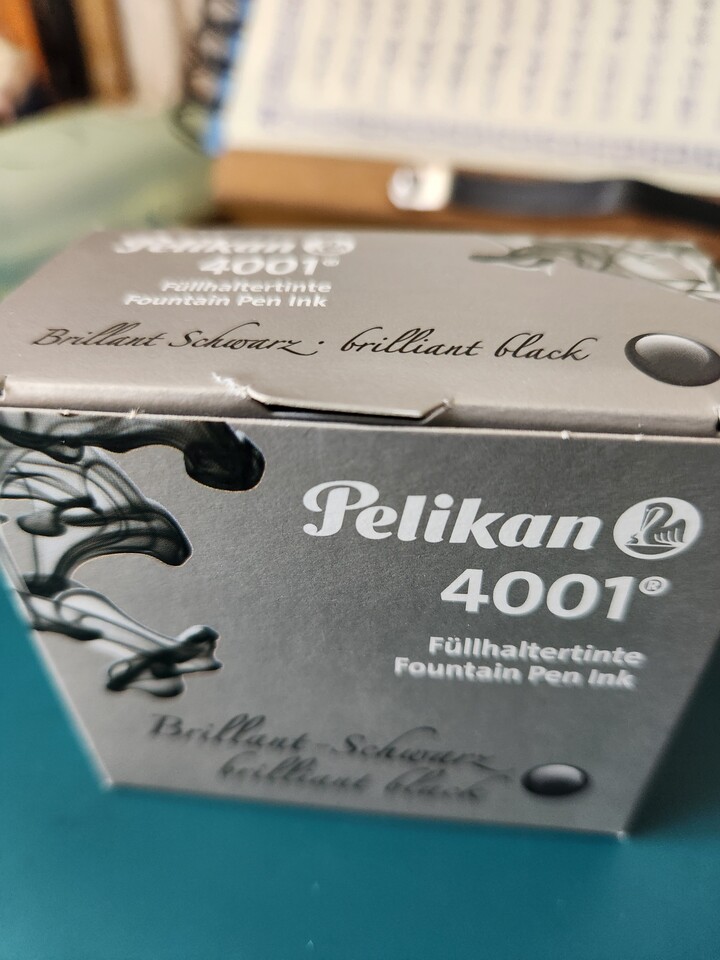 Pelikan
4001®
Füllhaltertinte
Fountain Pen Ink
Brillant Schwarz · brilliant black
Pelikan
4001®
Füllhaltertinte
Fountain Pen Ink
Brillant-Schwarz
brilliant black